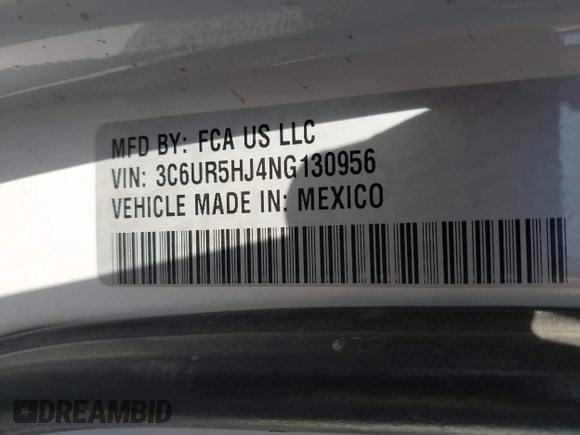 MFD BY: FCA US LLC
VIN: 3C6UR5HJ4NG130956
VEHICLE MADE IN: MEXICO
DREAMBID